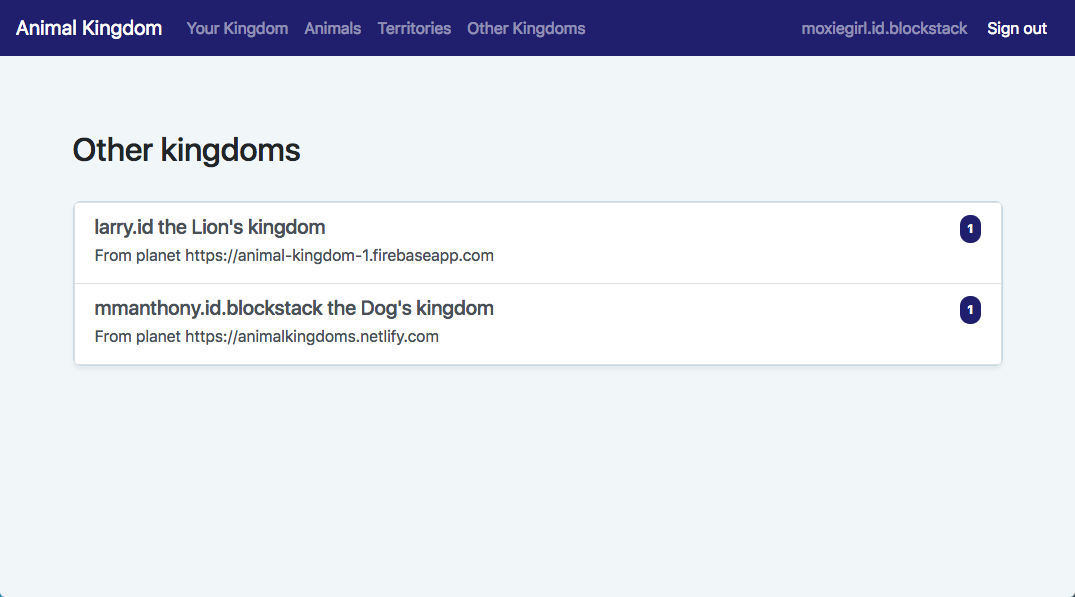 Animal Kingdom Your Kingdom Animals Territories Other Kingdoms moxiegirl.id.blockstack Sign out
Other kingdoms
larry.id the Lion's kingdom 1
From planet https://animal-kingdom-1.firebaseapp.com
mmanthony.id.blockstack the Dog's kingdom 1
From planet https://animalkingdoms.netlify.com